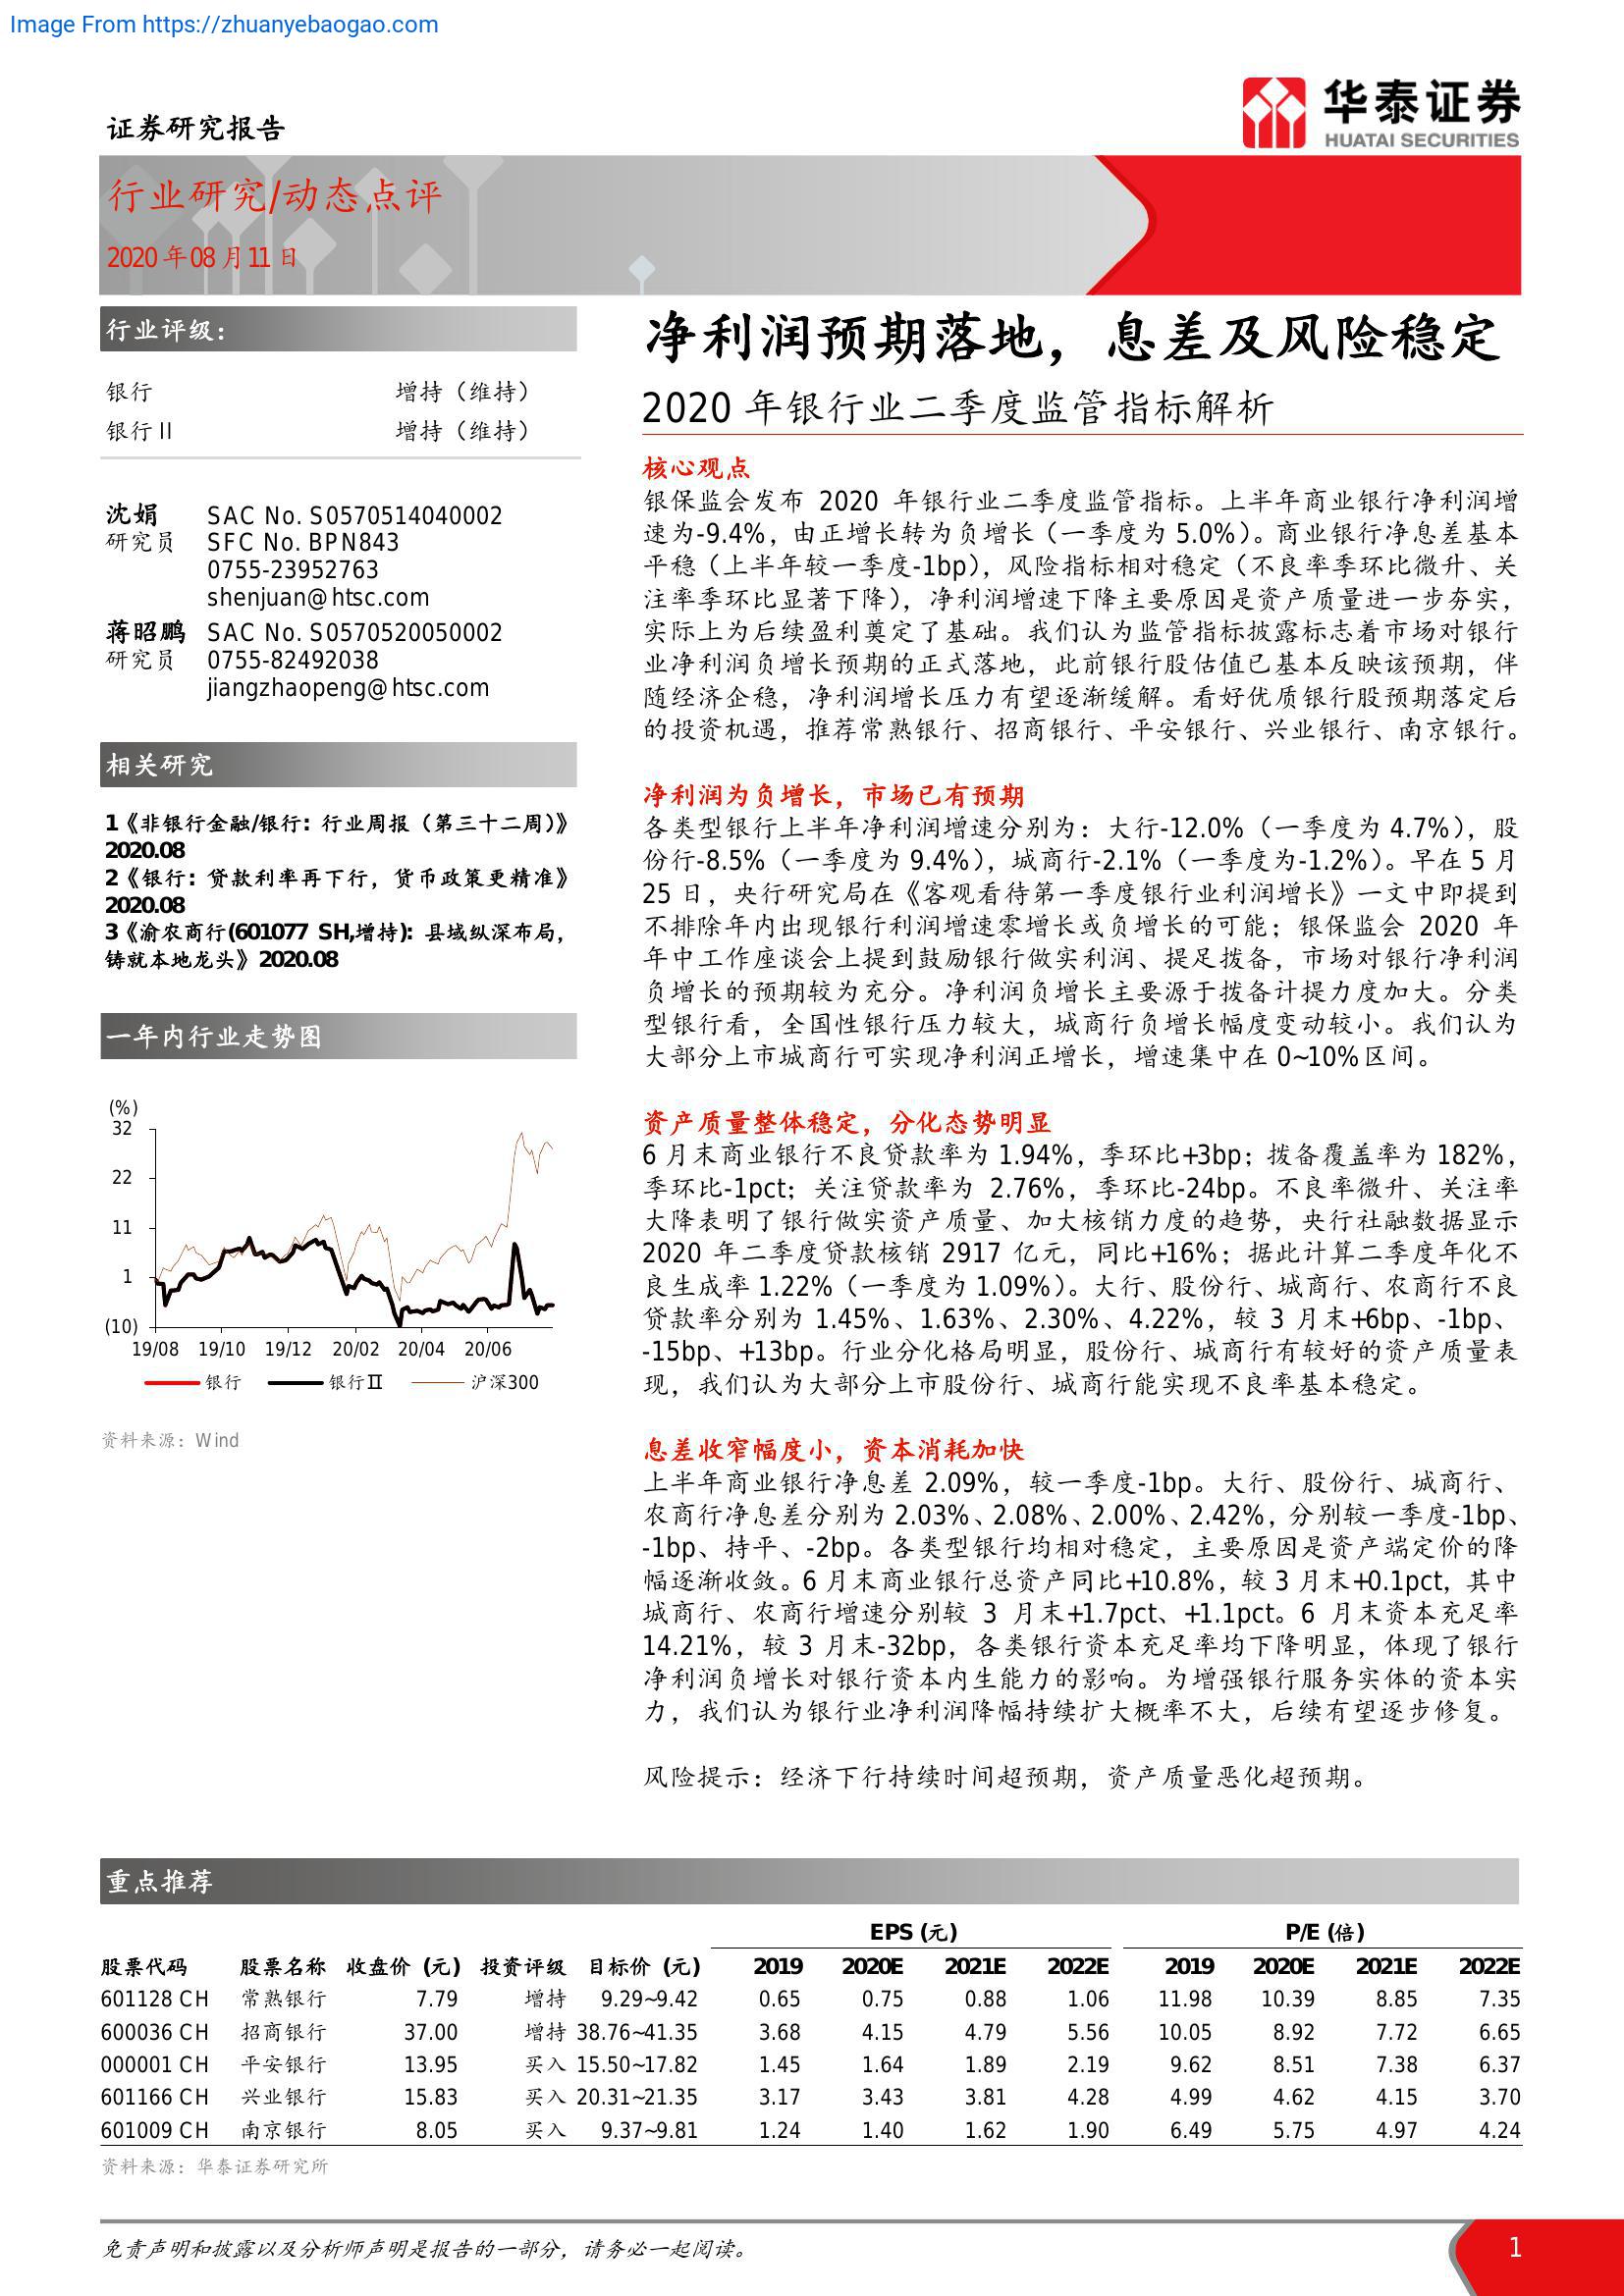 Image From https://zhuanyebaogao.com
证券研究报告
华泰证券
HUATAI SECURITIES
行业研究/动态点评
2020年08月11日
行业评级：
银行 增持（维持）
银行II 增持（维持）
沈娟 SAC No. S0570514040002
研究员 SFC No. BPN843
0755-23952763
shenjuan@htsc.com
蒋昭鹏 SAC No. S0570520050002
研究员 0755-82492038
jiangzhaopeng@htsc.com
相关研究
1《非银行金融/银行: 行业周报（第三十二周）》
2020.08
2《银行: 贷款利率再下行，货币政策更精准》
2020.08
3《渝农商行(601077 SH,增持): 县域纵深布局，
铸就本地龙头》2020.08
一年内行业走势图
(%)
32
22
11
1
(10)
19/08 19/10 19/12 20/02 20/04 20/06
银行 银行II 沪深300
资料来源：Wind
净利润预期落地，息差及风险稳定
2020 年银行业二季度监管指标解析
核心观点
银保监会发布 2020 年银行业二季度监管指标。上半年商业银行净利润增
速为-9.4%，由正增长转为负增长（一季度为 5.0%）。商业银行净息差基本
平稳（上半年较一季度-1bp），风险指标相对稳定（不良率季环比微升、关
注率季环比显著下降），净利润增速下降主要原因是资产质量进一步夯实，
实际上为后续盈利奠定了基础。我们认为监管指标披露标志着市场对银行
业净利润负增长预期的正式落地，此前银行股估值已基本反映该预期，伴
随经济企稳，净利润增长压力有望逐渐缓解。看好优质银行股预期落定后
的投资机遇，推荐常熟银行、招商银行、平安银行、兴业银行、南京银行。
净利润为负增长，市场已有预期
各类型银行上半年净利润增速分别为：大行-12.0%（一季度为 4.7%），股
份行-8.5%（一季度为 9.4%），城商行-2.1%（一季度为-1.2%）。早在 5 月
25 日，央行研究局在《客观看待第一季度银行业利润增长》一文中即提到
不排除年内出现银行利润增速零增长或负增长的可能；银保监会 2020 年
年中工作座谈会上提到鼓励银行做实利润、提足拨备，市场对银行净利润
负增长的预期较为充分。净利润负增长主要源于拨备计提力度加大。分类
型银行看，全国性银行压力较大，城商行负增长幅度变动较小。我们认为
大部分上市城商行可实现净利润正增长，增速集中在 0~10%区间。
资产质量整体稳定，分化态势明显
6 月末商业银行不良贷款率为 1.94%，季环比+3bp；拨备覆盖率为 182%，
季环比-1pct；关注贷款率为 2.76%，季环比-24bp。不良率微升、关注率
大降表明了银行做实资产质量、加大核销力度的趋势，央行社融数据显示
2020 年二季度贷款核销 2917 亿元，同比+16%；据此计算二季度年化不
良生成率 1.22%（一季度为 1.09%）。大行、股份行、城商行、农商行不良
贷款率分别为 1.45%、1.63%、2.30%、4.22%，较 3 月末+6bp、-1bp、
-15bp、+13bp。行业分化格局明显，股份行、城商行有较好的资产质量表
现，我们认为大部分上市股份行、城商行能实现不良率基本稳定。
息差收窄幅度小，资本消耗加快
上半年商业银行净息差 2.09%，较一季度-1bp。大行、股份行、城商行、
农商行净息差分别为 2.03%、2.08%、2.00%、2.42%，分别较一季度-1bp、
-1bp、持平、-2bp。各类型银行均相对稳定，主要原因是资产端定价的降
幅逐渐收敛。6 月末商业银行总资产同比+10.8%，较 3 月末+0.1pct，其中
城商行、农商行增速分别较 3 月末+1.7pct、+1.1pct。6 月末资本充足率
14.21%，较 3 月末-32bp，各类银行资本充足率均下降明显，体现了银行
净利润负增长对银行资本内生能力的影响。为增强银行服务实体的资本实
力，我们认为银行业净利润降幅持续扩大概率不大，后续有望逐步修复。
风险提示：经济下行持续时间超预期，资产质量恶化超预期。
重点推荐
EPS (元) P/E (倍)
股票代码 股票名称 收盘价 (元) 投资评级 目标价 (元) 2019 2020E 2021E 2022E 2019 2020E 2021E 2022E
601128 CH 常熟银行 7.79 增持 9.29~9.42 0.65 0.75 0.88 1.06 11.98 10.39 8.85 7.35
600036 CH 招商银行 37.00 增持 38.76~41.35 3.68 4.15 4.79 5.56 10.05 8.92 7.72 6.65
000001 CH 平安银行 13.95 买入 15.50~17.82 1.45 1.64 1.89 2.19 9.62 8.51 7.38 6.37
601166 CH 兴业银行 15.83 买入 20.31~21.35 3.17 3.43 3.81 4.28 4.99 4.62 4.15 3.70
601009 CH 南京银行 8.05 买入 9.37~9.81 1.24 1.40 1.62 1.90 6.49 5.75 4.97 4.24
资料来源：华泰证券研究所
免责声明和披露以及分析师声明是报告的一部分，请务必一起阅读。 1